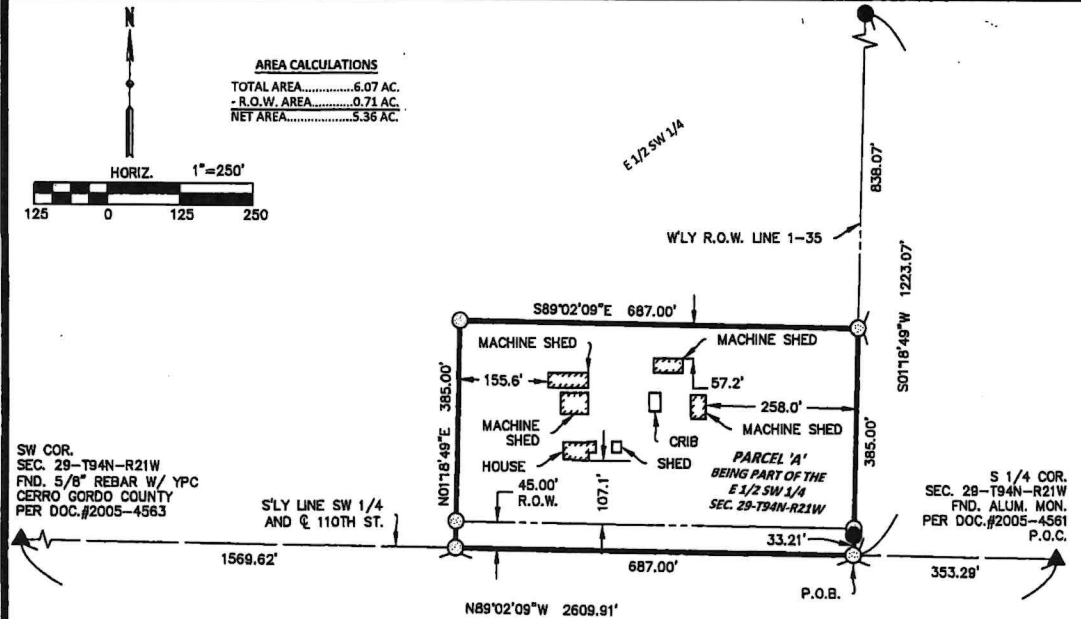 N
AREA CALCULATIONS
TOTAL AREA..............6.07 AC.
- R.O.W. AREA...........0.71 AC.
NET AREA...................5.36 AC.
HORIZ. 1"=250'
125 0 125 250
E 1/2 SW 1/4
838.07'
W'LY R.O.W. LINE 1-35
S01°18'49"W 1223.07'
S89°02'09"E 687.00'
MACHINE SHED
MACHINE SHED
155.6'
57.2'
258.0'
N01°18'49"E 385.00'
385.00'
MACHINE
SHED
CRIB
MACHINE SHED
HOUSE
SHED
PARCEL 'A'
BEING PART OF THE
E 1/2 SW 1/4
SEC. 29-T94N-R21W
45.00'
R.O.W.
107.1'
SW COR.
SEC. 29-T94N-R21W
FND. 5/8" REBAR W/ YPC
CERRO GORDO COUNTY
PER DOC.#2005-4563
S'LY LINE SW 1/4
AND ℄ 110TH ST.
S 1/4 COR.
SEC. 29-T94N-R21W
FND. ALUM. MON.
PER DOC.#2005-4561
P.O.C.
33.21'
1569.62'
687.00'
353.29'
P.O.B.
N89°02'09"W 2609.91'